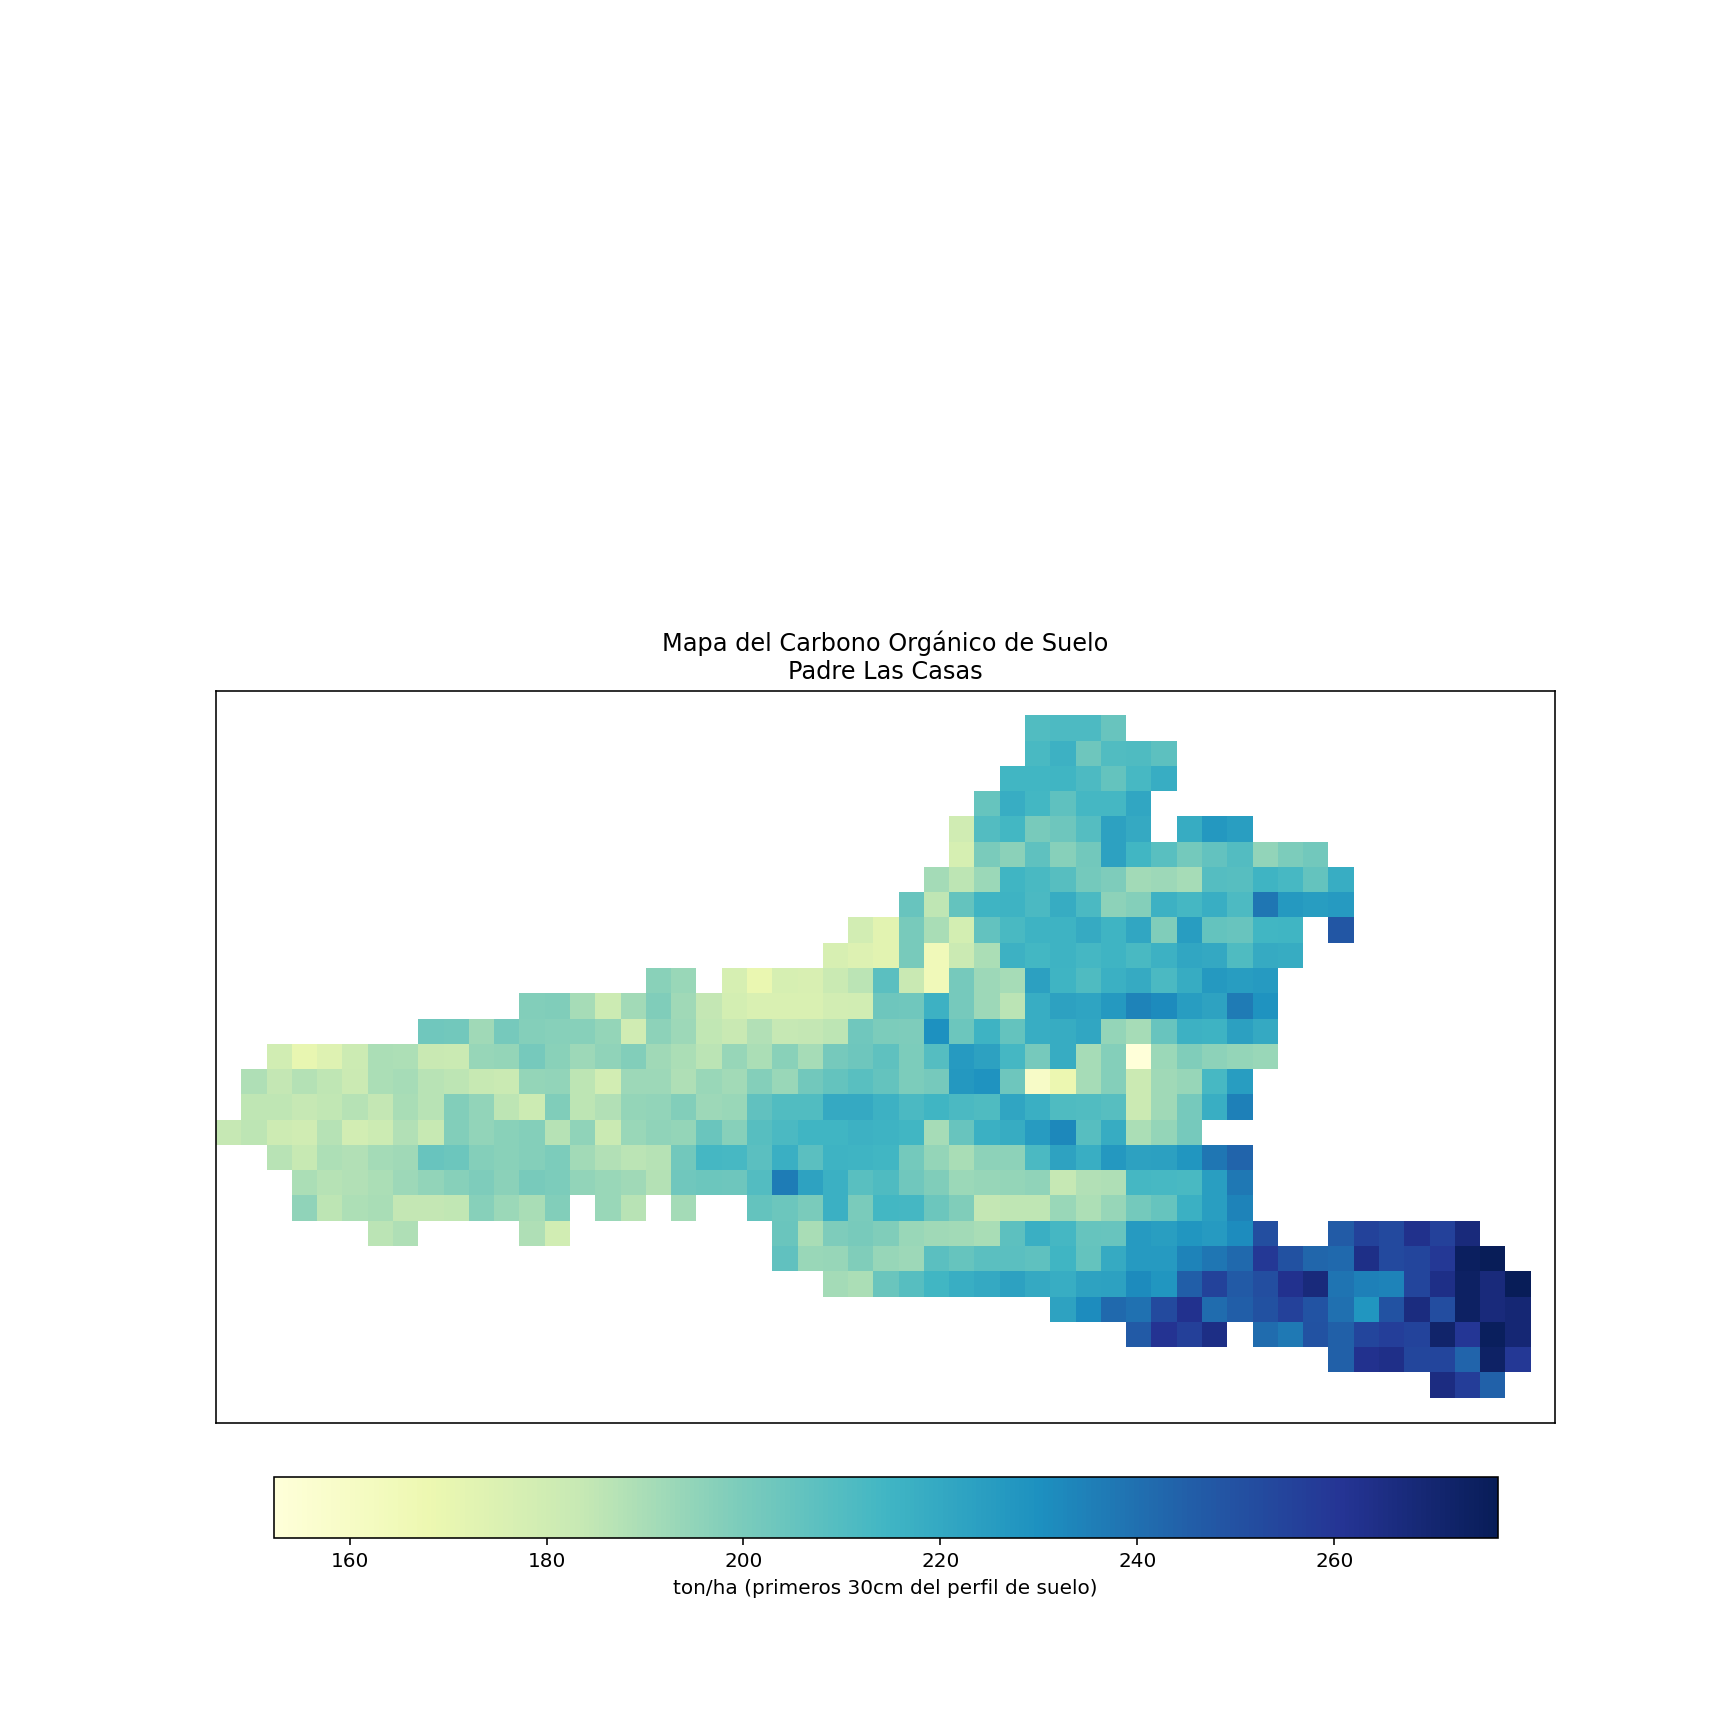 Mapa del Carbono Orgánico de Suelo
Padre Las Casas
160 180 200 220 240 260
ton/ha (primeros 30cm del perfil de suelo)